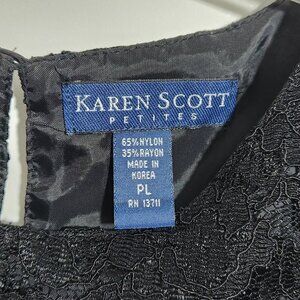 KAREN SCOTT
PETITES
65%NYLON
35%RAYON
MADE IN
KOREA
PL
RN 13711